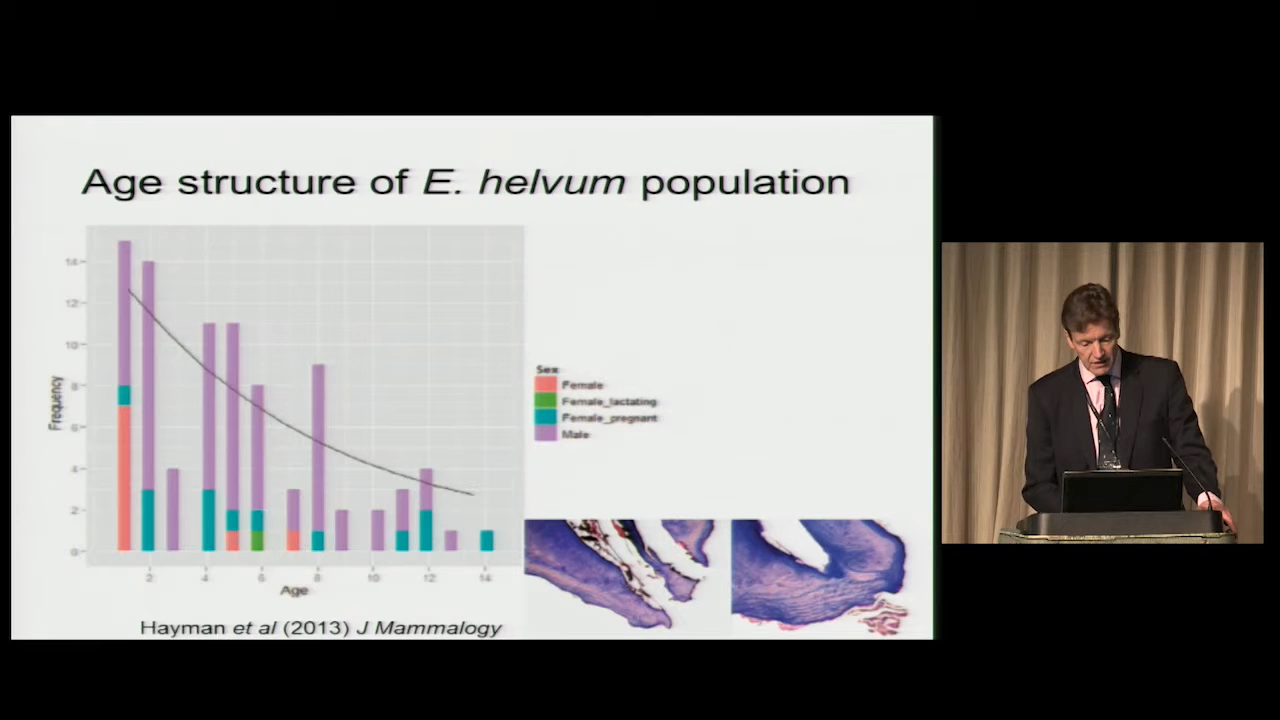 Age structure of E. helvum population
14
12
10
8
6
4
2
0
Frequency
2 4 6 8 10 12 14
Age
Sex
Female
Female_lactating
Female_pregnant
Male
Hayman et al (2013) J Mammalogy